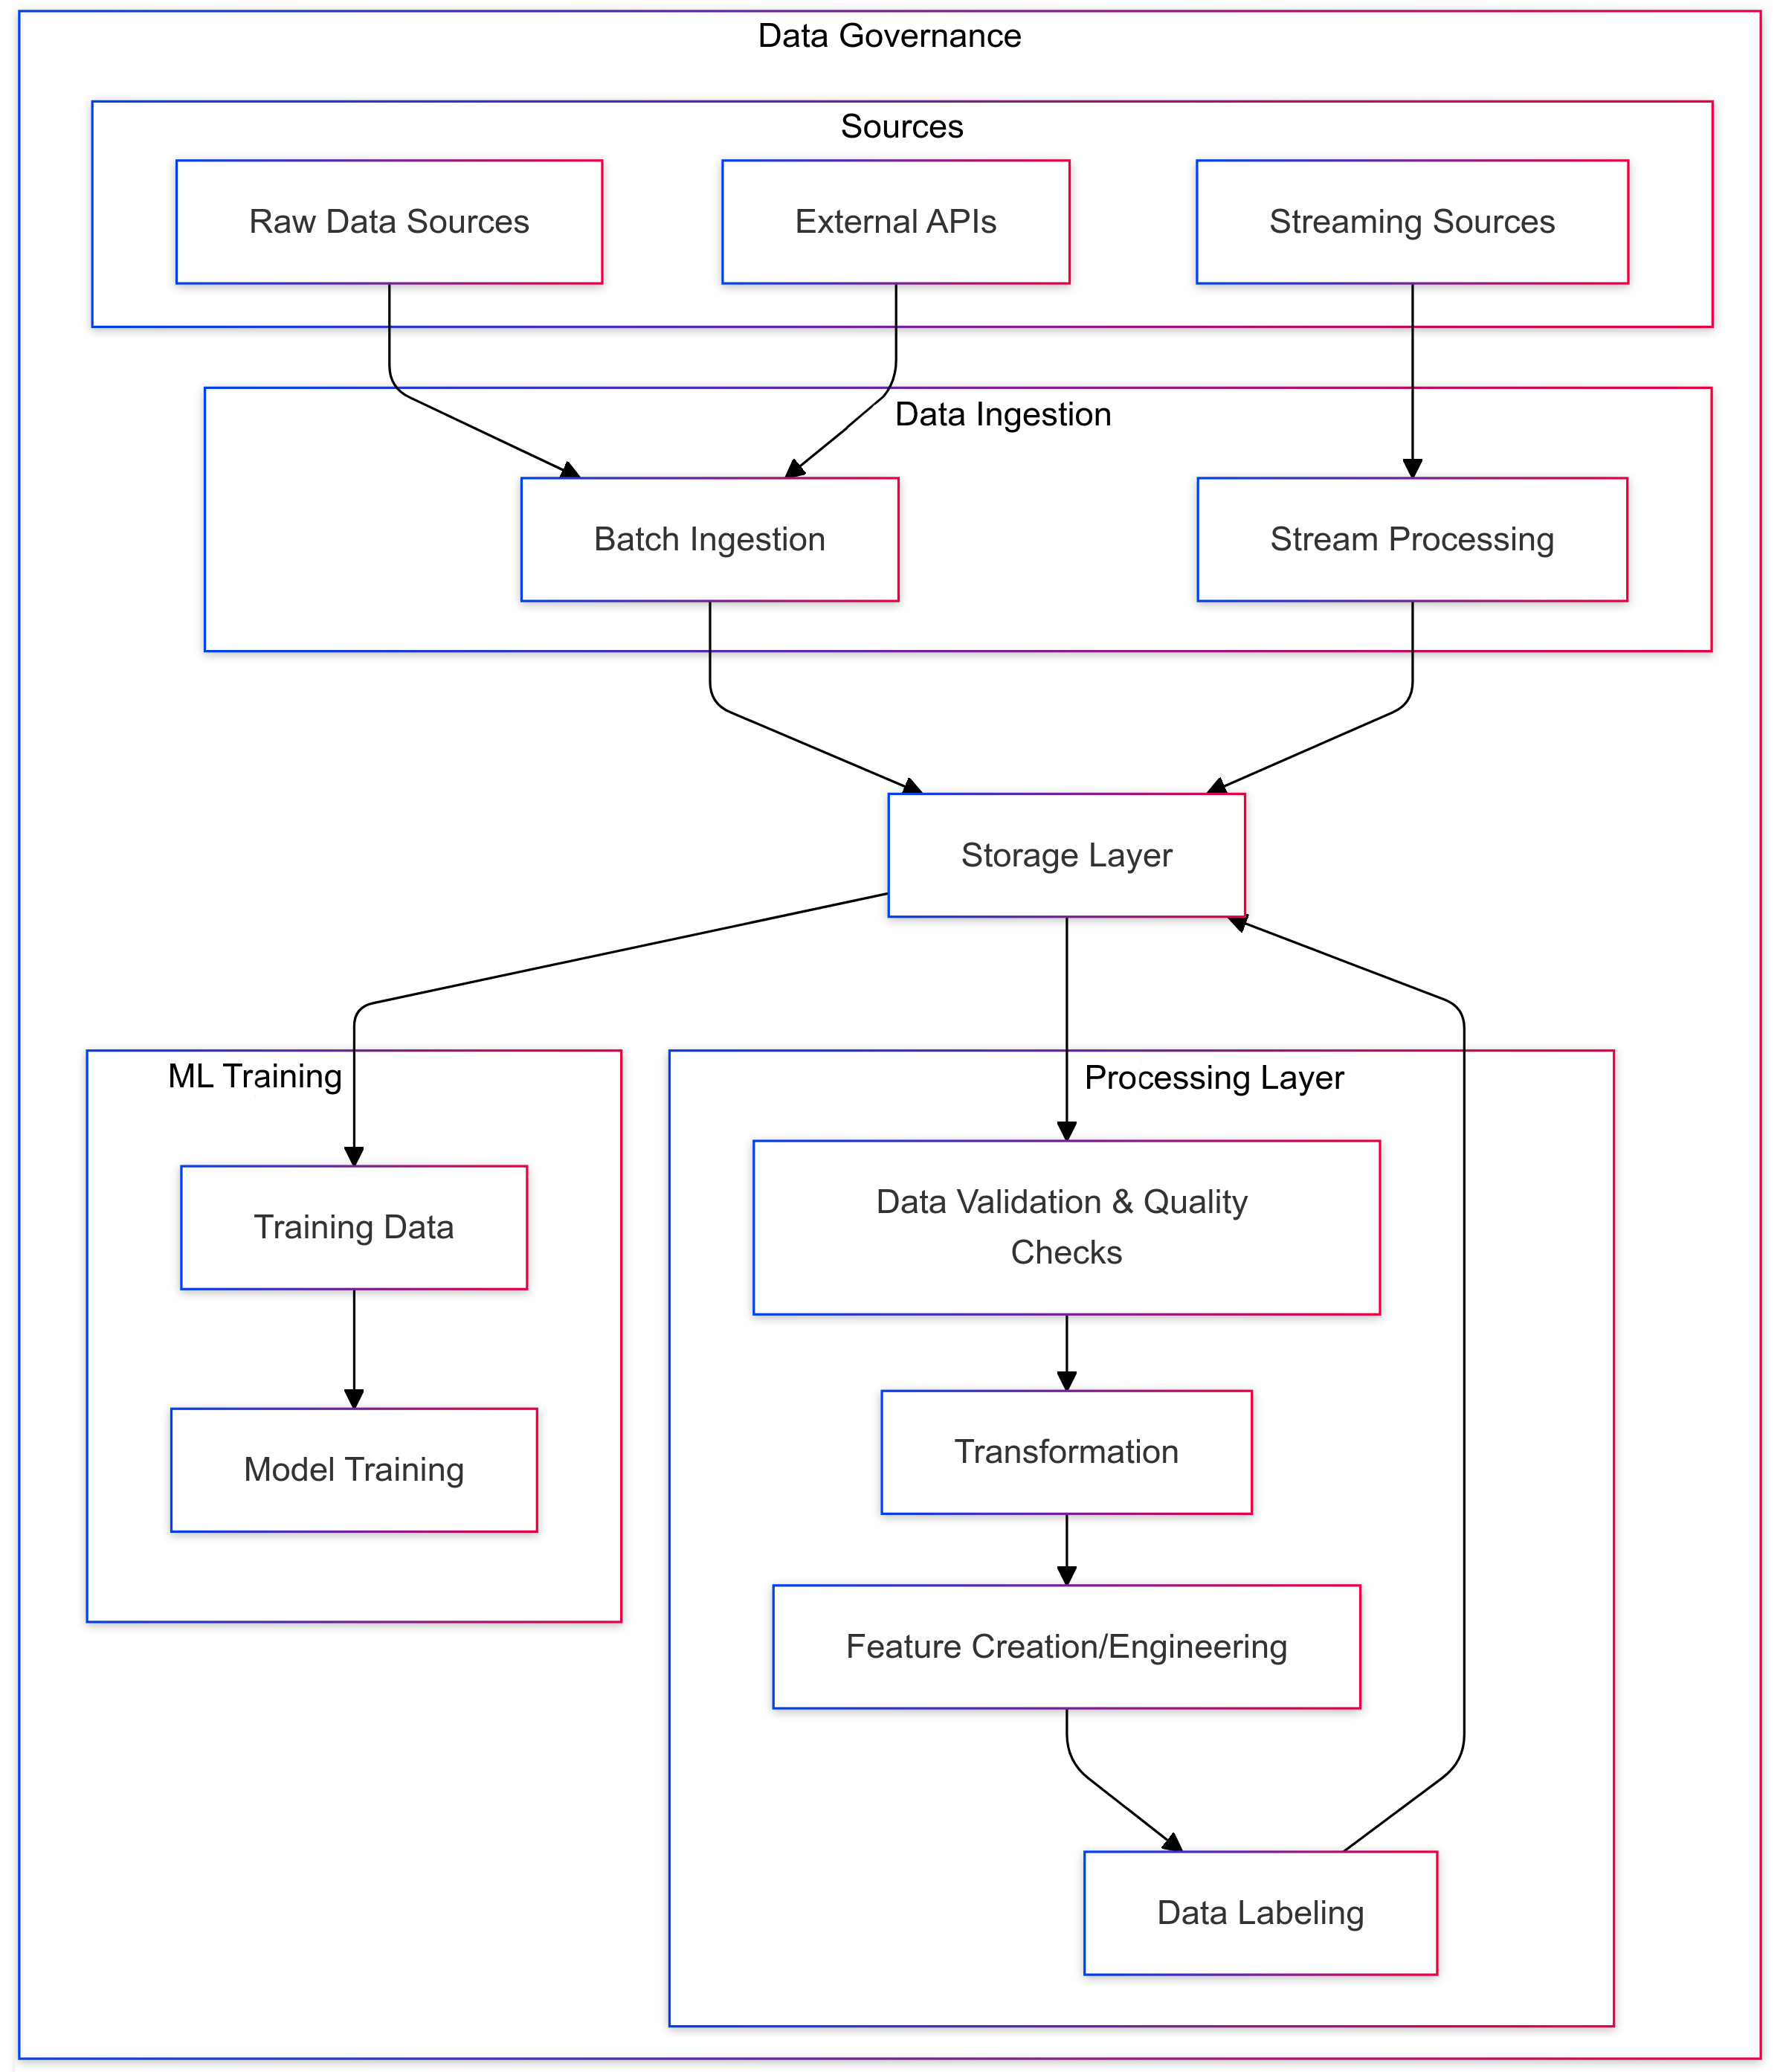 Data Governance
Sources
Raw Data Sources
External APIs
Streaming Sources
Data Ingestion
Batch Ingestion
Stream Processing
Storage Layer
ML Training
Training Data
Model Training
Processing Layer
Data Validation & Quality
Checks
Transformation
Feature Creation/Engineering
Data Labeling